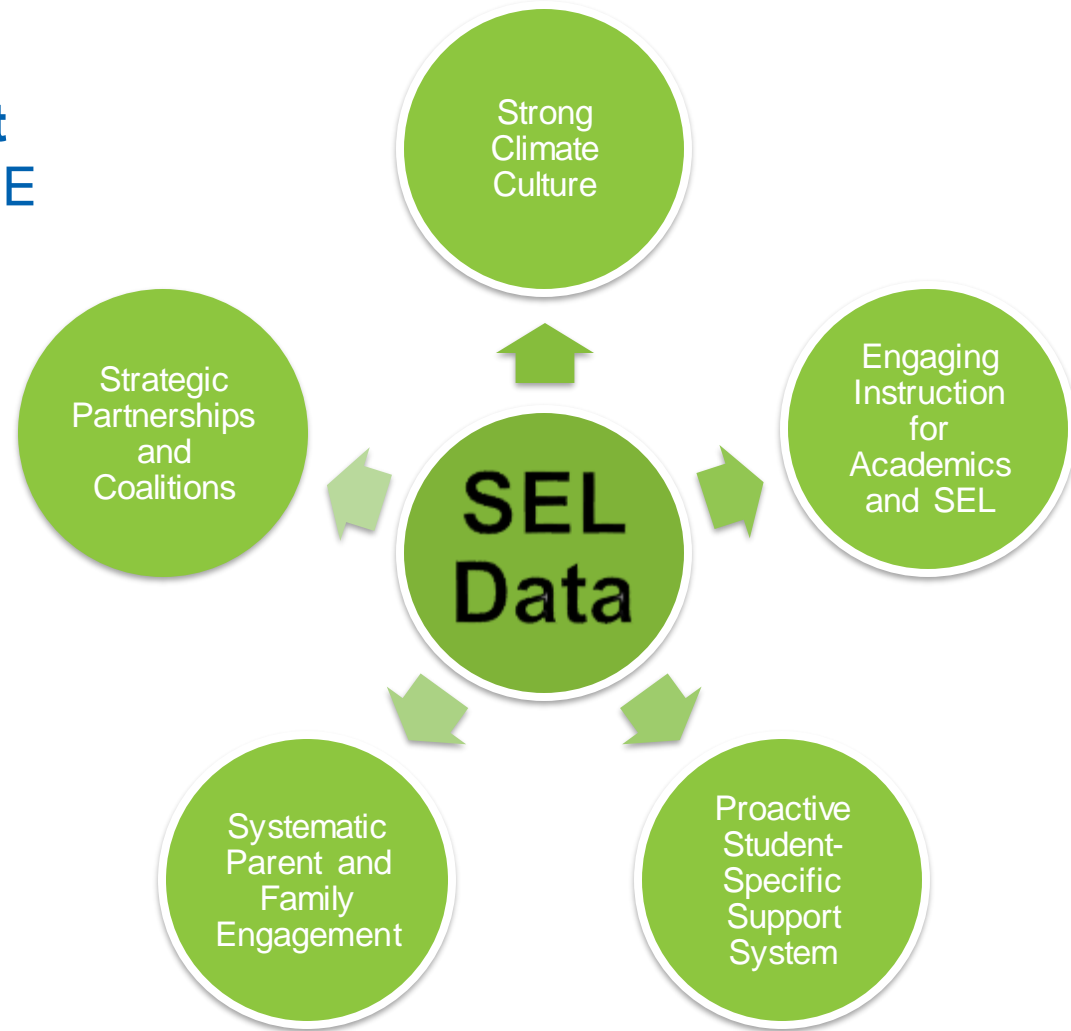 t
E
Strong
Climate
Culture
Strategic
Partnerships
and
Coalitions
Engaging
Instruction
for
Academics
and SEL
SEL
Data
Systematic
Parent and
Family
Engagement
Proactive
Student-
Specific
Support
System